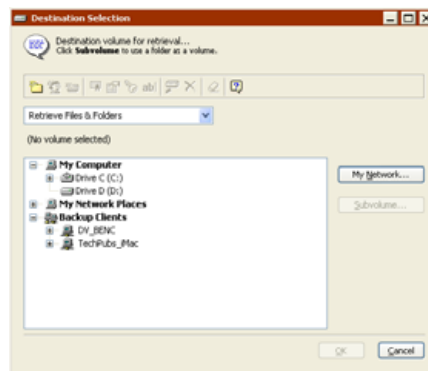 Destination Selection
Destination volume for retrieval...
Click Subvolume to use a folder as a volume.
Retrieve Files & Folders
(No volume selected)
My Computer
Drive C (C:)
Drive D (D:)
My Network Places
Backup Clients
DV_BENC
TechPubs_iMac
My Network...
Subvolume...
OK
Cancel